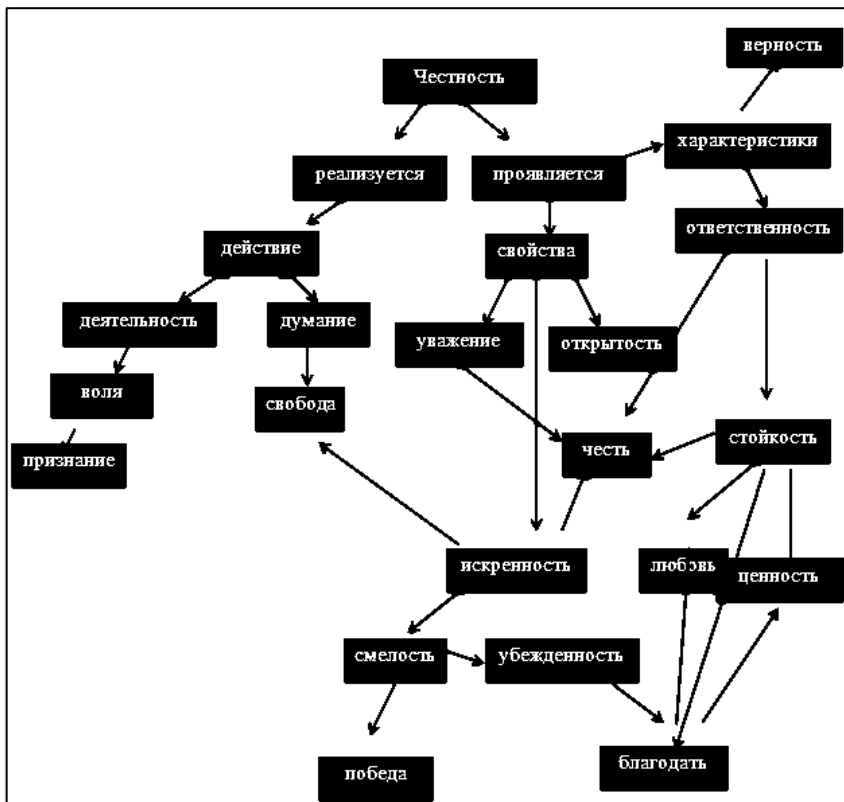 верность
Честность
характеристики
реализуется
проявляется
ответственность
действие
свойства
деятельность
думание
уважение
открытость
воля
свобода
признание
честь
стойкость
искренность
любовь
ценность
смелость
убежденность
победа
благодать